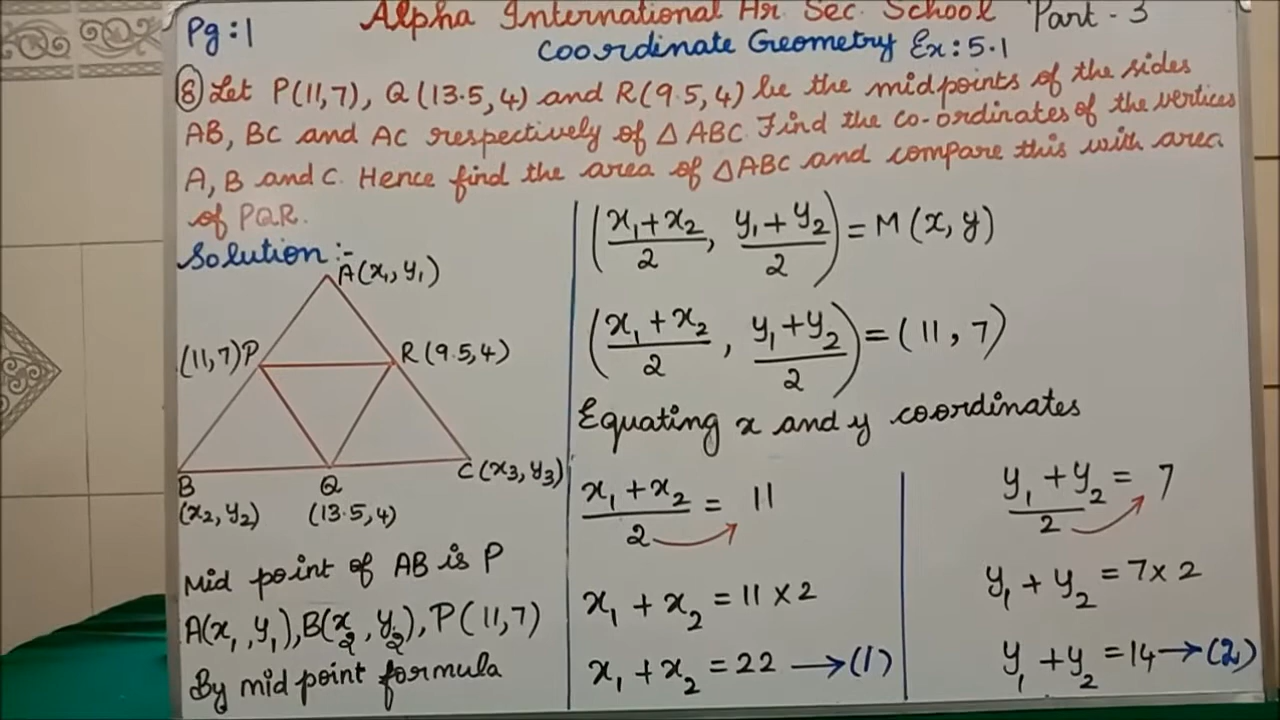 Pg:1 Alpha International Hr. Sec. School Part - 3
Coordinate Geometry Ex:5.1
⑧ Let P(11,7), Q(13.5,4) and R(9.5,4) be the midpoints of the sides
AB, BC and AC respectively of △ABC. Find the co-ordinates of the vertices
A, B and C. Hence find the area of △ABC and compare this with area
of PQR.
Solution :-
A(x₁, y₁)
(11,7)P
R(9.5,4)
B
Q
C(x₃, y₃)
(x₂, y₂) (13.5,4)
Mid point of AB is P
A(x₁, y₁), B(x₂, y₂), P(11,7)
By mid point formula
((x₁+x₂)/2, (y₁+y₂)/2) = M(x, y)
((x₁+x₂)/2, (y₁+y₂)/2) = (11, 7)
Equating x and y coordinates
(x₁+x₂)/2 = 11
x₁ + x₂ = 11 × 2
x₁ + x₂ = 22 → (1)
(y₁+y₂)/2 = 7
y₁ + y₂ = 7 × 2
y₁ + y₂ = 14 → (2)